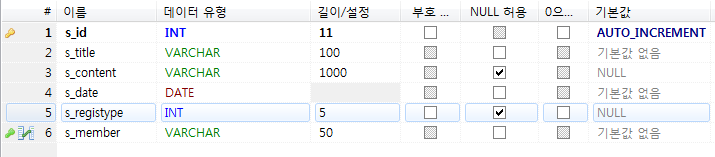 # 이름 데이터 유형 길이/설정 부호 ... NULL 허용 0으... 기본값
1 s_id INT 11 AUTO_INCREMENT
2 s_title VARCHAR 100 기본값 없음
3 s_content VARCHAR 1000 NULL
4 s_date DATE 기본값 없음
5 s_registype INT 5 NULL
6 s_member VARCHAR 50 기본값 없음